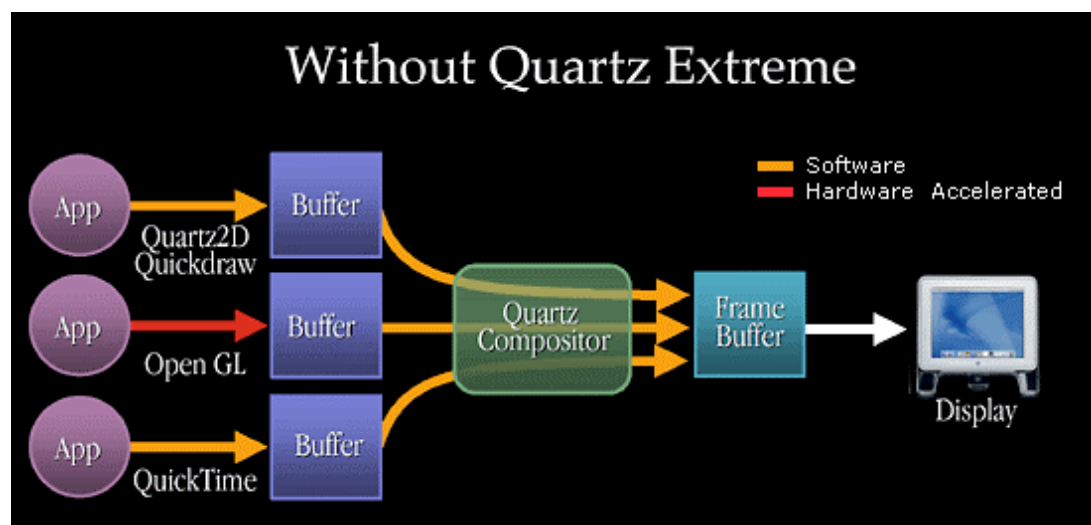 Without Quartz Extreme
Software
Hardware Accelerated
App
Quartz2D
Quickdraw
Buffer
App
Open GL
Buffer
Quartz
Compositor
Frame
Buffer
Display
App
QuickTime
Buffer